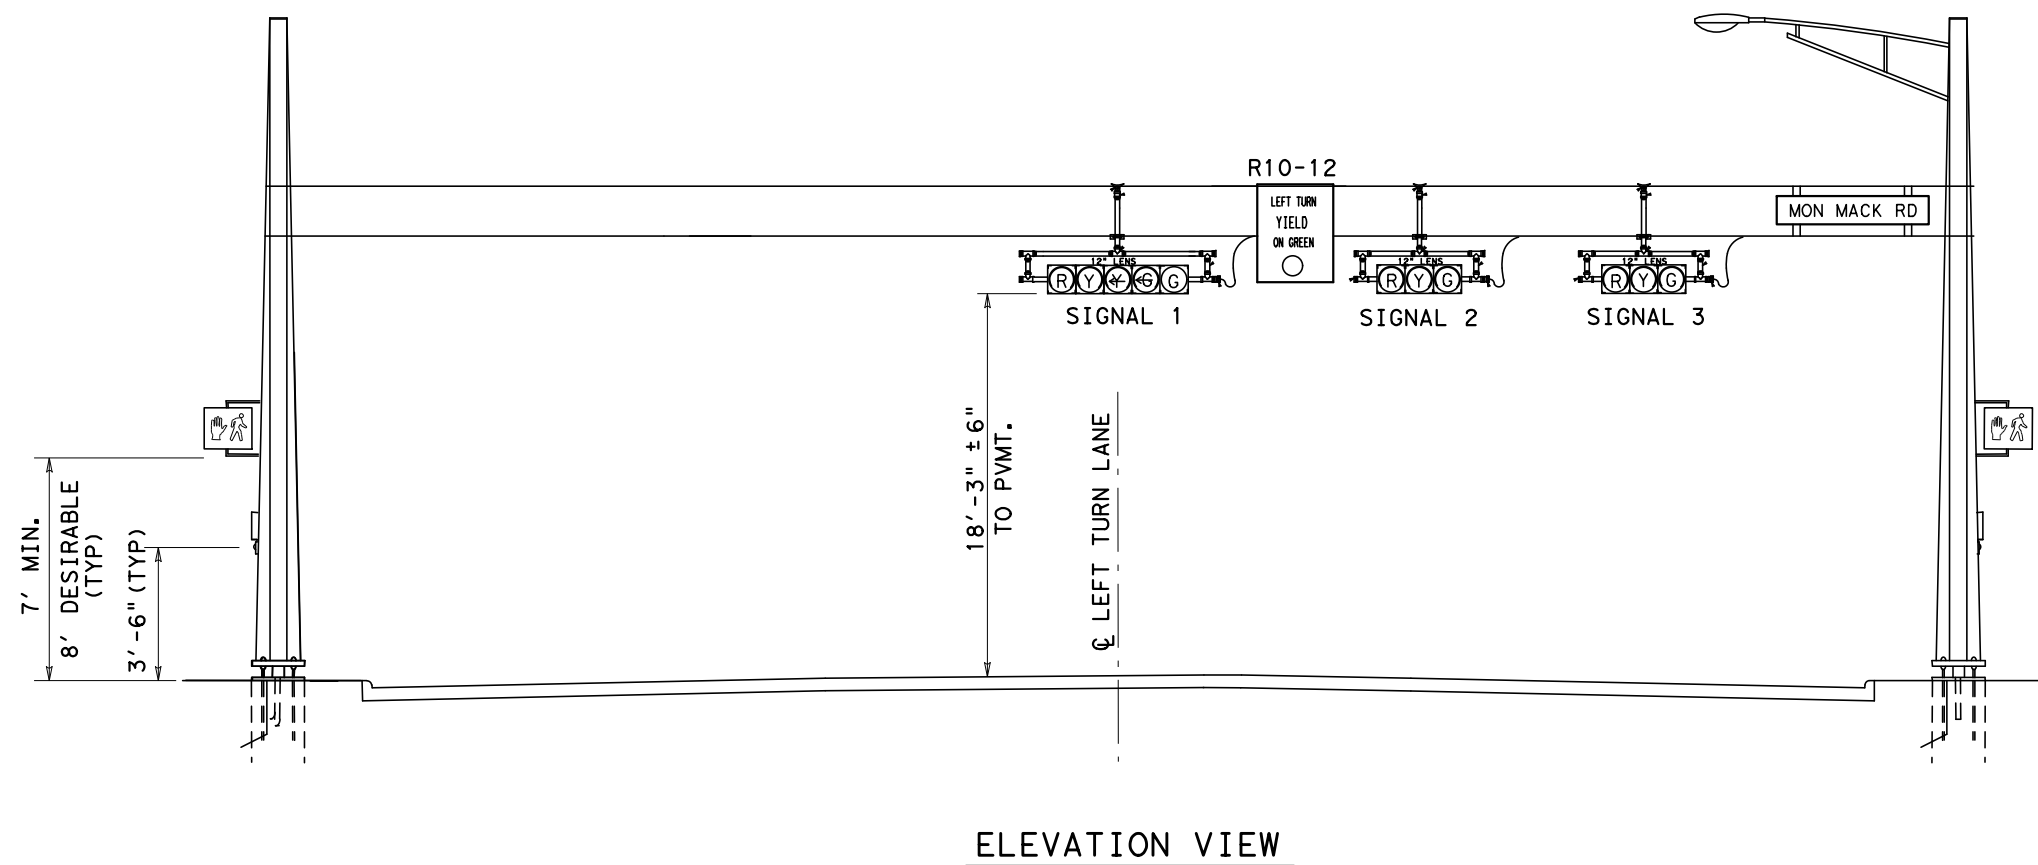 R10-12
LEFT TURN
YIELD
ON GREEN
MON MACK RD
12" LENS
R Y Y G G
SIGNAL 1
12" LENS
R Y G
SIGNAL 2
12" LENS
R Y G
SIGNAL 3
18'-3" ±6"
TO PVMT.
℄ LEFT TURN LANE
7' MIN.
8' DESIRABLE
(TYP)
3'-6" (TYP)
ELEVATION VIEW